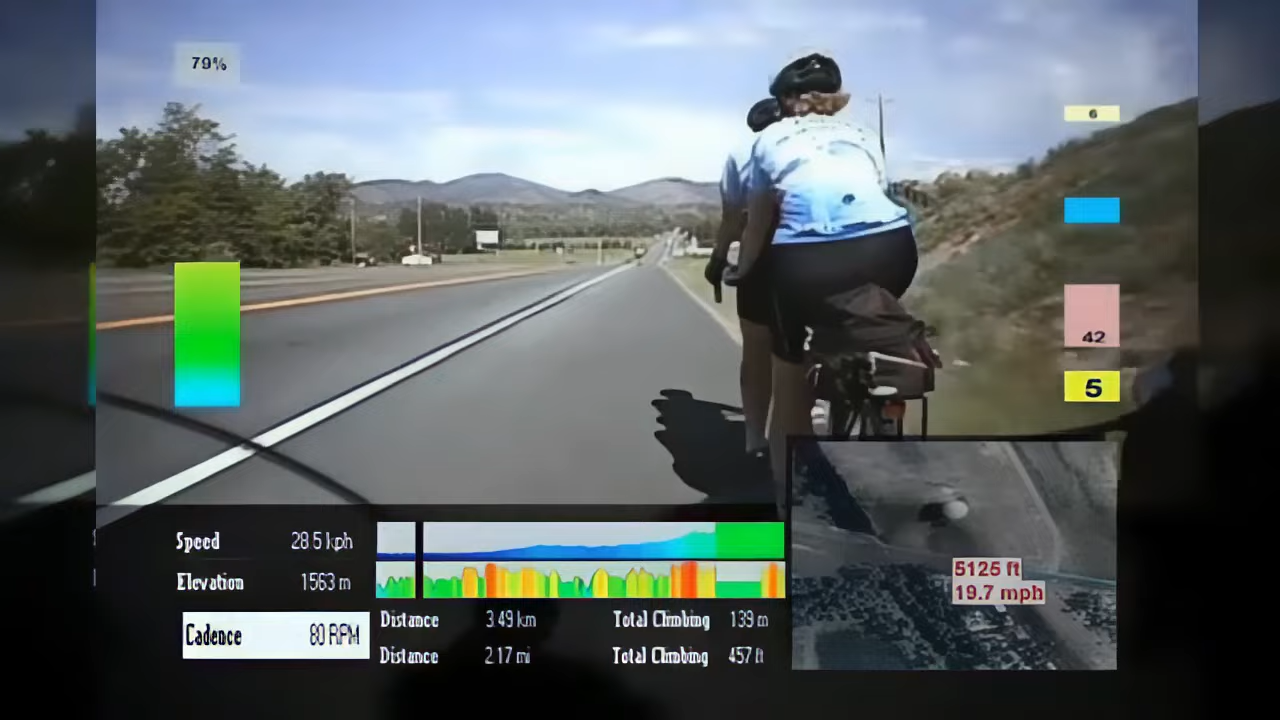 79%
6
42
5
Speed 28.5 kph
Elevation 1563 m
Cadence 80 RPM
Distance 3.49 km
Distance 2.17 mi
Total Climbing 139 m
Total Climbing 457 ft
5125 ft
19.7 mph